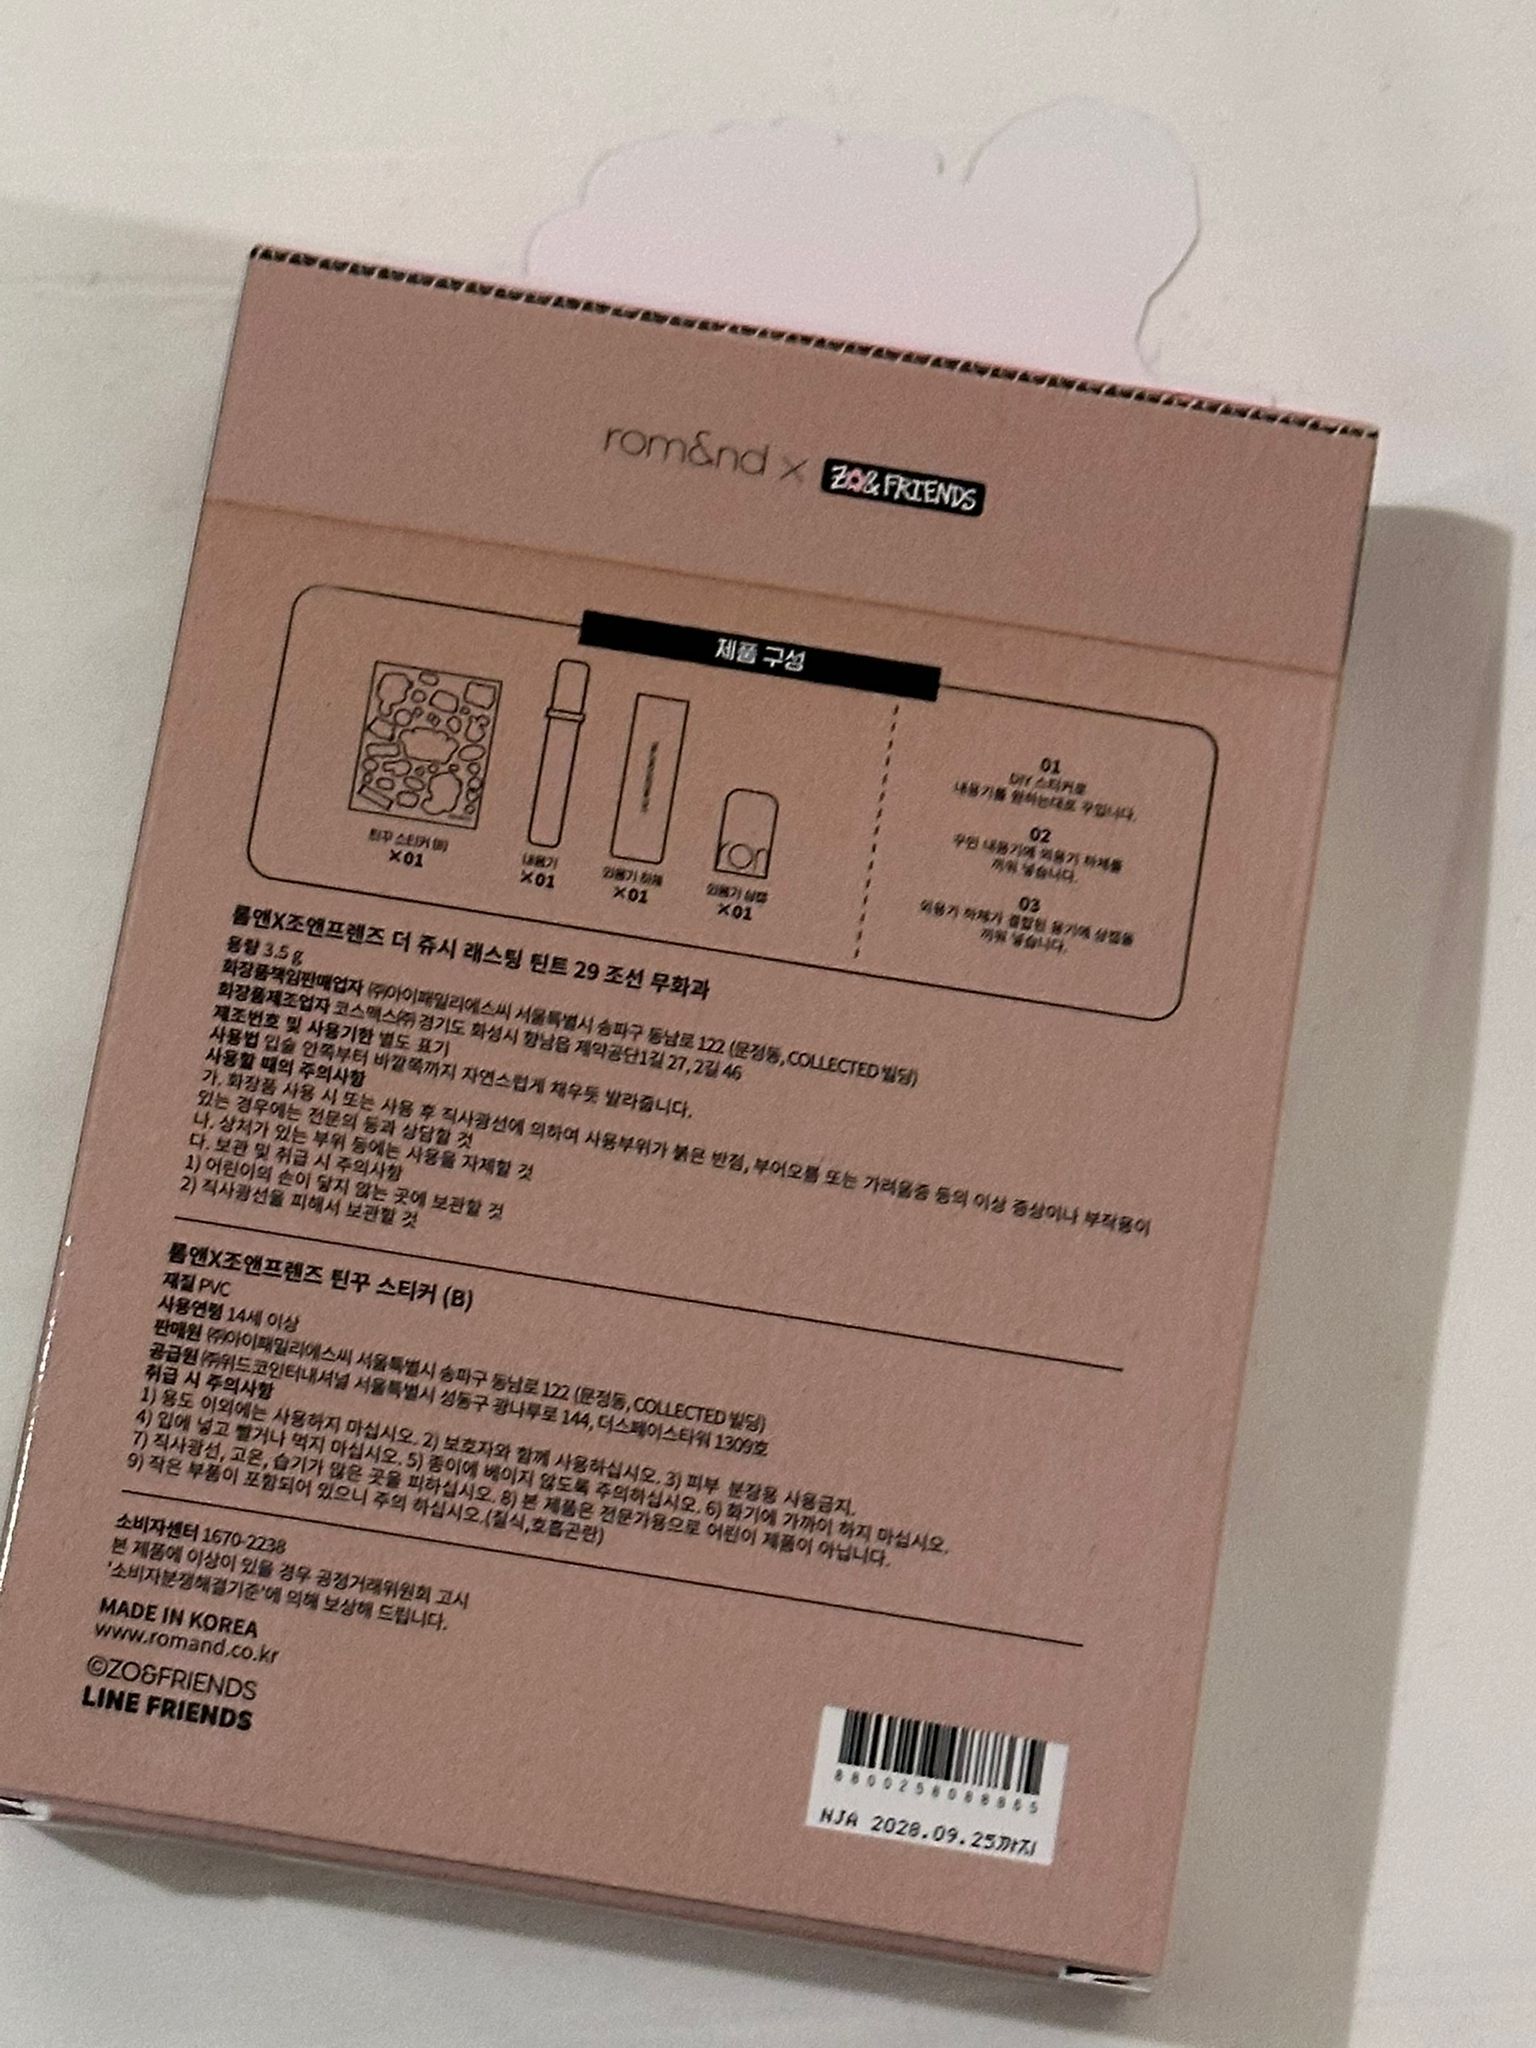 rom&nd × ZO& FRIENDS
제품 구성
틴꾸 스티커 (B)
×01
내용기
×01
외용기 하체
×01
외용기 상캡
×01
01
DIY 스티커로
내용기를 원하는대로 꾸밉니다.
02
꾸민 내용기에 외용기 하체를
끼워 넣습니다.
03
외용기 하체가 결합된 용기에 상캡을
끼워 넣습니다.
롬앤X조앤프렌즈 더 쥬시 래스팅 틴트 29 조선 무화과
용량 3.5 g
화장품책임판매업자 ㈜아이패밀리에스씨 서울특별시 송파구 동남로 122 (문정동, COLLECTED 빌딩)
화장품제조업자 코스맥스㈜ 경기도 화성시 향남읍 제약공단1길 27, 2길 46
제조번호 및 사용기한 별도 표기
사용법 입술 안쪽부터 바깥쪽까지 자연스럽게 채우듯 발라줍니다.
사용할 때의 주의사항
가. 화장품 사용 시 또는 사용 후 직사광선에 의하여 사용부위가 붉은 반점, 부어오름 또는 가려움증 등의 이상 증상이나 부작용이
있는 경우에는 전문의 등과 상담할 것
나. 상처가 있는 부위 등에는 사용을 자제할 것
다. 보관 및 취급 시 주의사항
1) 어린이의 손이 닿지 않는 곳에 보관할 것
2) 직사광선을 피해서 보관할 것
롬앤X조앤프렌즈 틴꾸 스티커 (B)
재질 PVC
사용연령 14세 이상
판매원 ㈜아이패밀리에스씨 서울특별시 송파구 동남로 122 (문정동, COLLECTED 빌딩)
공급원 ㈜위드코인터내셔널 서울특별시 성동구 광나루로 144, 더스페이스타워 1309호
취급 시 주의사항
1) 용도 이외에는 사용하지 마십시오. 2) 보호자와 함께 사용하십시오. 3) 피부 분장용 사용금지.
4) 입에 넣고 빨거나 먹지 마십시오. 5) 종이에 베이지 않도록 주의하십시오. 6) 화기에 가까이 하지 마십시오.
7) 직사광선, 고온, 습기가 많은 곳을 피하십시오. 8) 본 제품은 전문가용으로 어린이 제품이 아닙니다.
9) 작은 부품이 포함되어 있으니 주의 하십시오.(질식,호흡곤란)
소비자센터 1670-2238
본 제품에 이상이 있을 경우 공정거래위원회 고시
'소비자분쟁해결기준'에 의해 보상해 드립니다.
MADE IN KOREA
www.romand.co.kr
©ZO&FRIENDS
LINE FRIENDS
8800258088865
NJA 2028.09.25까지